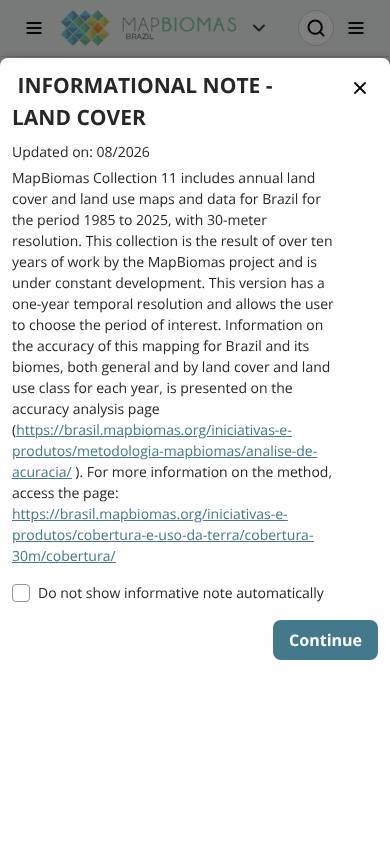 MAPBIOMAS
BRAZIL
INFORMATIONAL NOTE -
LAND COVER
Updated on: 08/2026
MapBiomas Collection 11 includes annual land
cover and land use maps and data for Brazil for
the period 1985 to 2025, with 30-meter
resolution. This collection is the result of over ten
years of work by the MapBiomas project and is
under constant development. This version has a
one-year temporal resolution and allows the user
to choose the period of interest. Information on
the accuracy of this mapping for Brazil and its
biomes, both general and by land cover and land
use class for each year, is presented on the
accuracy analysis page
(https://brasil.mapbiomas.org/iniciativas-e-
produtos/metodologia-mapbiomas/analise-de-
acuracia/ ). For more information on the method,
access the page:
https://brasil.mapbiomas.org/iniciativas-e-
produtos/cobertura-e-uso-da-terra/cobertura-
30m/cobertura/
Do not show informative note automatically
Continue